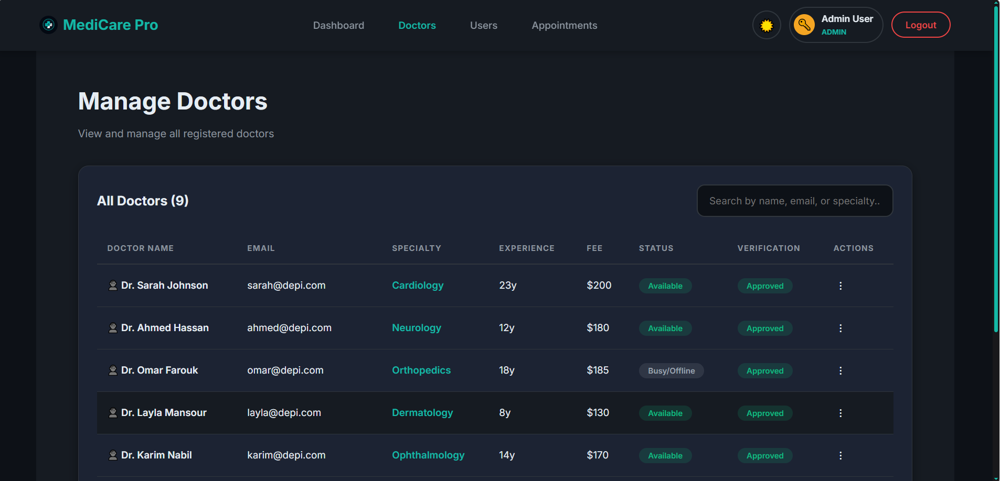 MediCare Pro Dashboard Doctors Users Appointments Admin User ADMIN Logout
Manage Doctors
View and manage all registered doctors
All Doctors (9) Search by name, email, or specialty..
DOCTOR NAME EMAIL SPECIALTY EXPERIENCE FEE STATUS VERIFICATION ACTIONS
Dr. Sarah Johnson sarah@depi.com Cardiology 23y $200 Available Approved
Dr. Ahmed Hassan ahmed@depi.com Neurology 12y $180 Available Approved
Dr. Omar Farouk omar@depi.com Orthopedics 18y $185 Busy/Offline Approved
Dr. Layla Mansour layla@depi.com Dermatology 8y $130 Available Approved
Dr. Karim Nabil karim@depi.com Ophthalmology 14y $170 Available Approved